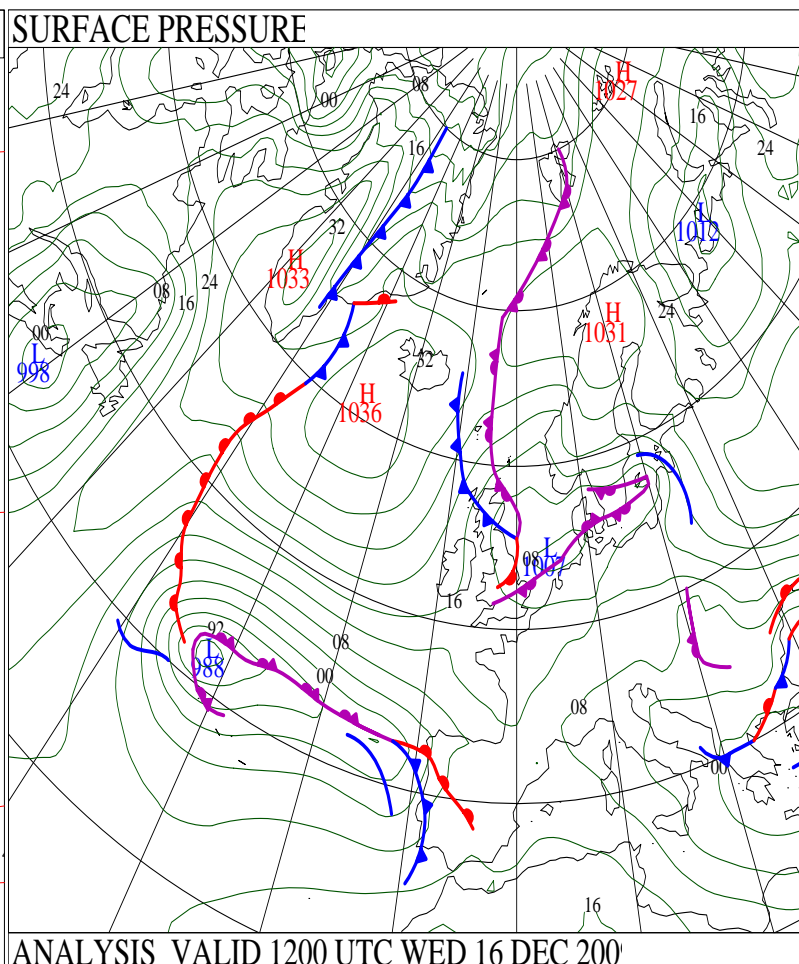 SURFACE PRESSURE
H
1027
24
08
00
16
16
24
32
L
1012
H
1033
24
08
16
H
1031
24
00
L
998
32
H
1036
08
L
1007
16
92
L
988
08
00
08
00
16
ANALYSIS VALID 1200 UTC WED 16 DEC 200